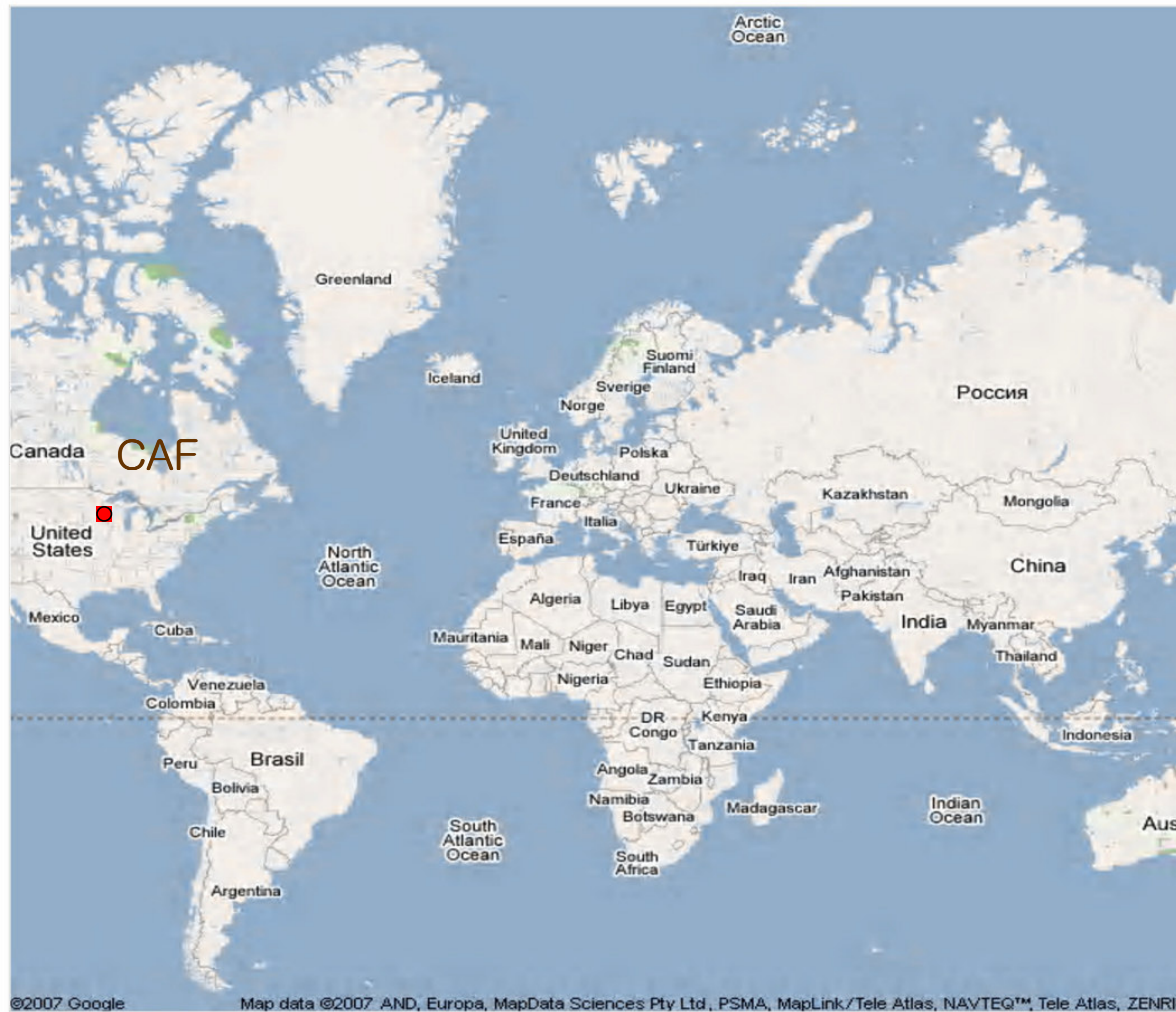 Arctic
Ocean
Greenland
Iceland
Suomi
Finland
Sverige
Norge
Россия
United
Kingdom
Polska
Canada
CAF
Deutschland
Ukraine
Kazakhstan
Mongolia
France
Italia
United
States
España
Türkiye
North
Atlantic
Ocean
China
Iraq
Iran
Afghanistan
Pakistan
Algeria
Libya
Egypt
Saudi
Arabia
India
Myanmar
Mexico
Cuba
Mauritania
Mali
Niger
Chad
Sudan
Thailand
Nigeria
Ethiopia
Venezuela
Colombia
DR
Congo
Kenya
Tanzania
Indonesia
Peru
Brasil
Bolivia
Angola
Zambia
Namibia
Botswana
Madagascar
Indian
Ocean
Chile
South
Atlantic
Ocean
Aus
South
Africa
Argentina
©2007 Google
Map data ©2007 AND, Europa, MapData Sciences Pty Ltd, PSMA, MapLink/Tele Atlas, NAVTEQ™, Tele Atlas, ZENRI